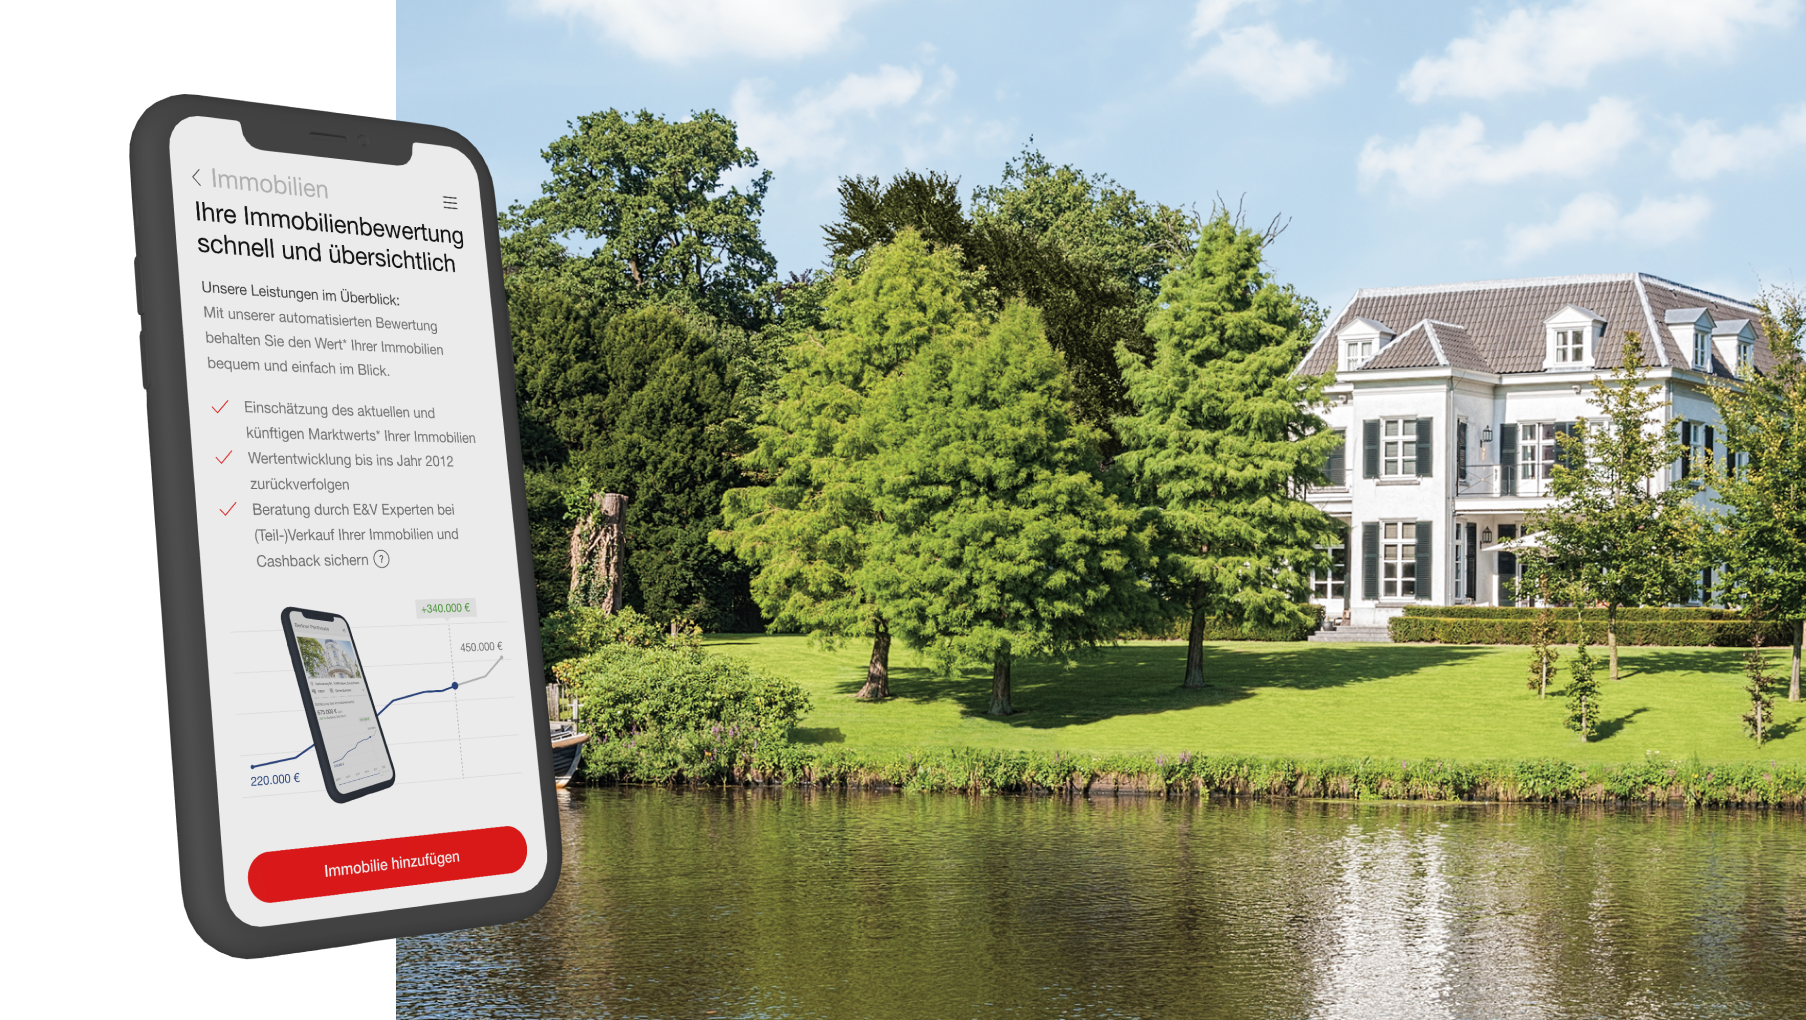 Immobilien
Ihre Immobilienbewertung
schnell und übersichtlich
Unsere Leistungen im Überblick:
Mit unserer automatisierten Bewertung
behalten Sie den Wert* Ihrer Immobilien
bequem und einfach im Blick.
Einschätzung des aktuellen und
künftigen Marktwerts* Ihrer Immobilien
Wertentwicklung bis ins Jahr 2012
zurückverfolgen
Beratung durch E&V Experten bei
(Teil-)Verkauf Ihrer Immobilien und
Cashback sichern ?
+340.000 €
450.000 €
220.000 €
Immobilie hinzufügen